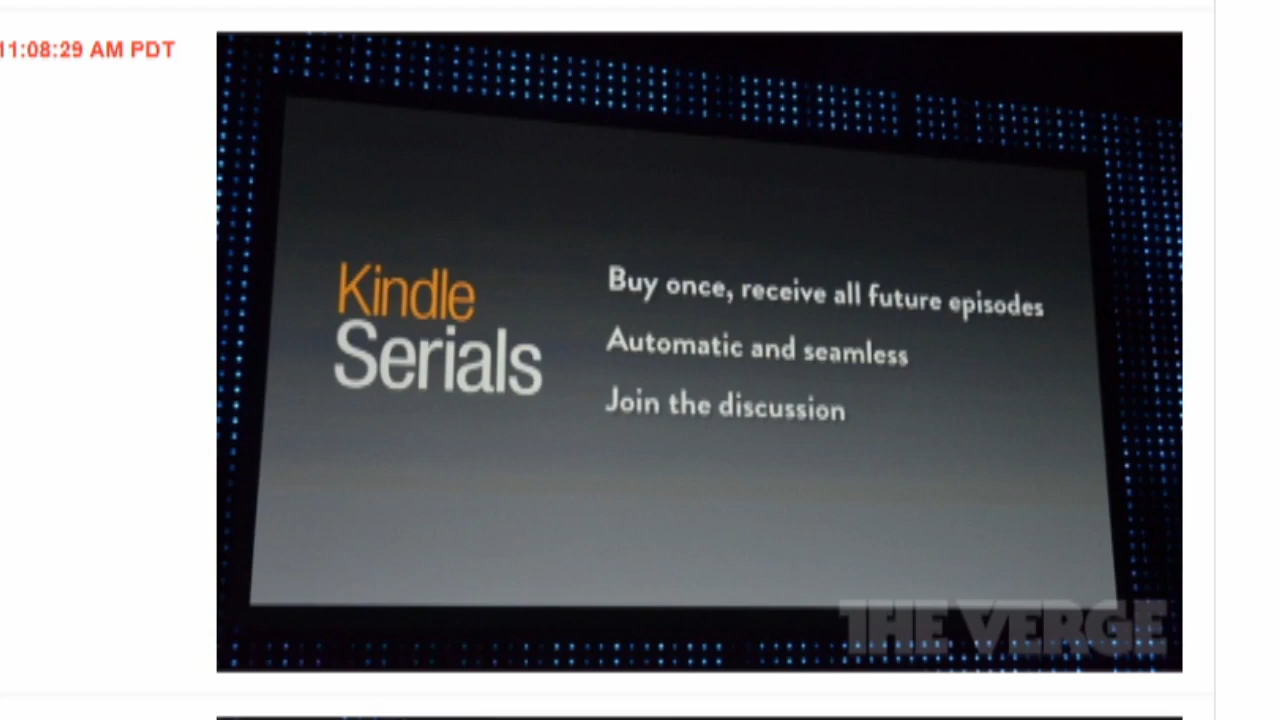 11:08:29 AM PDT
Kindle
Serials
Buy once, receive all future episodes
Automatic and seamless
Join the discussion
THE VERGE